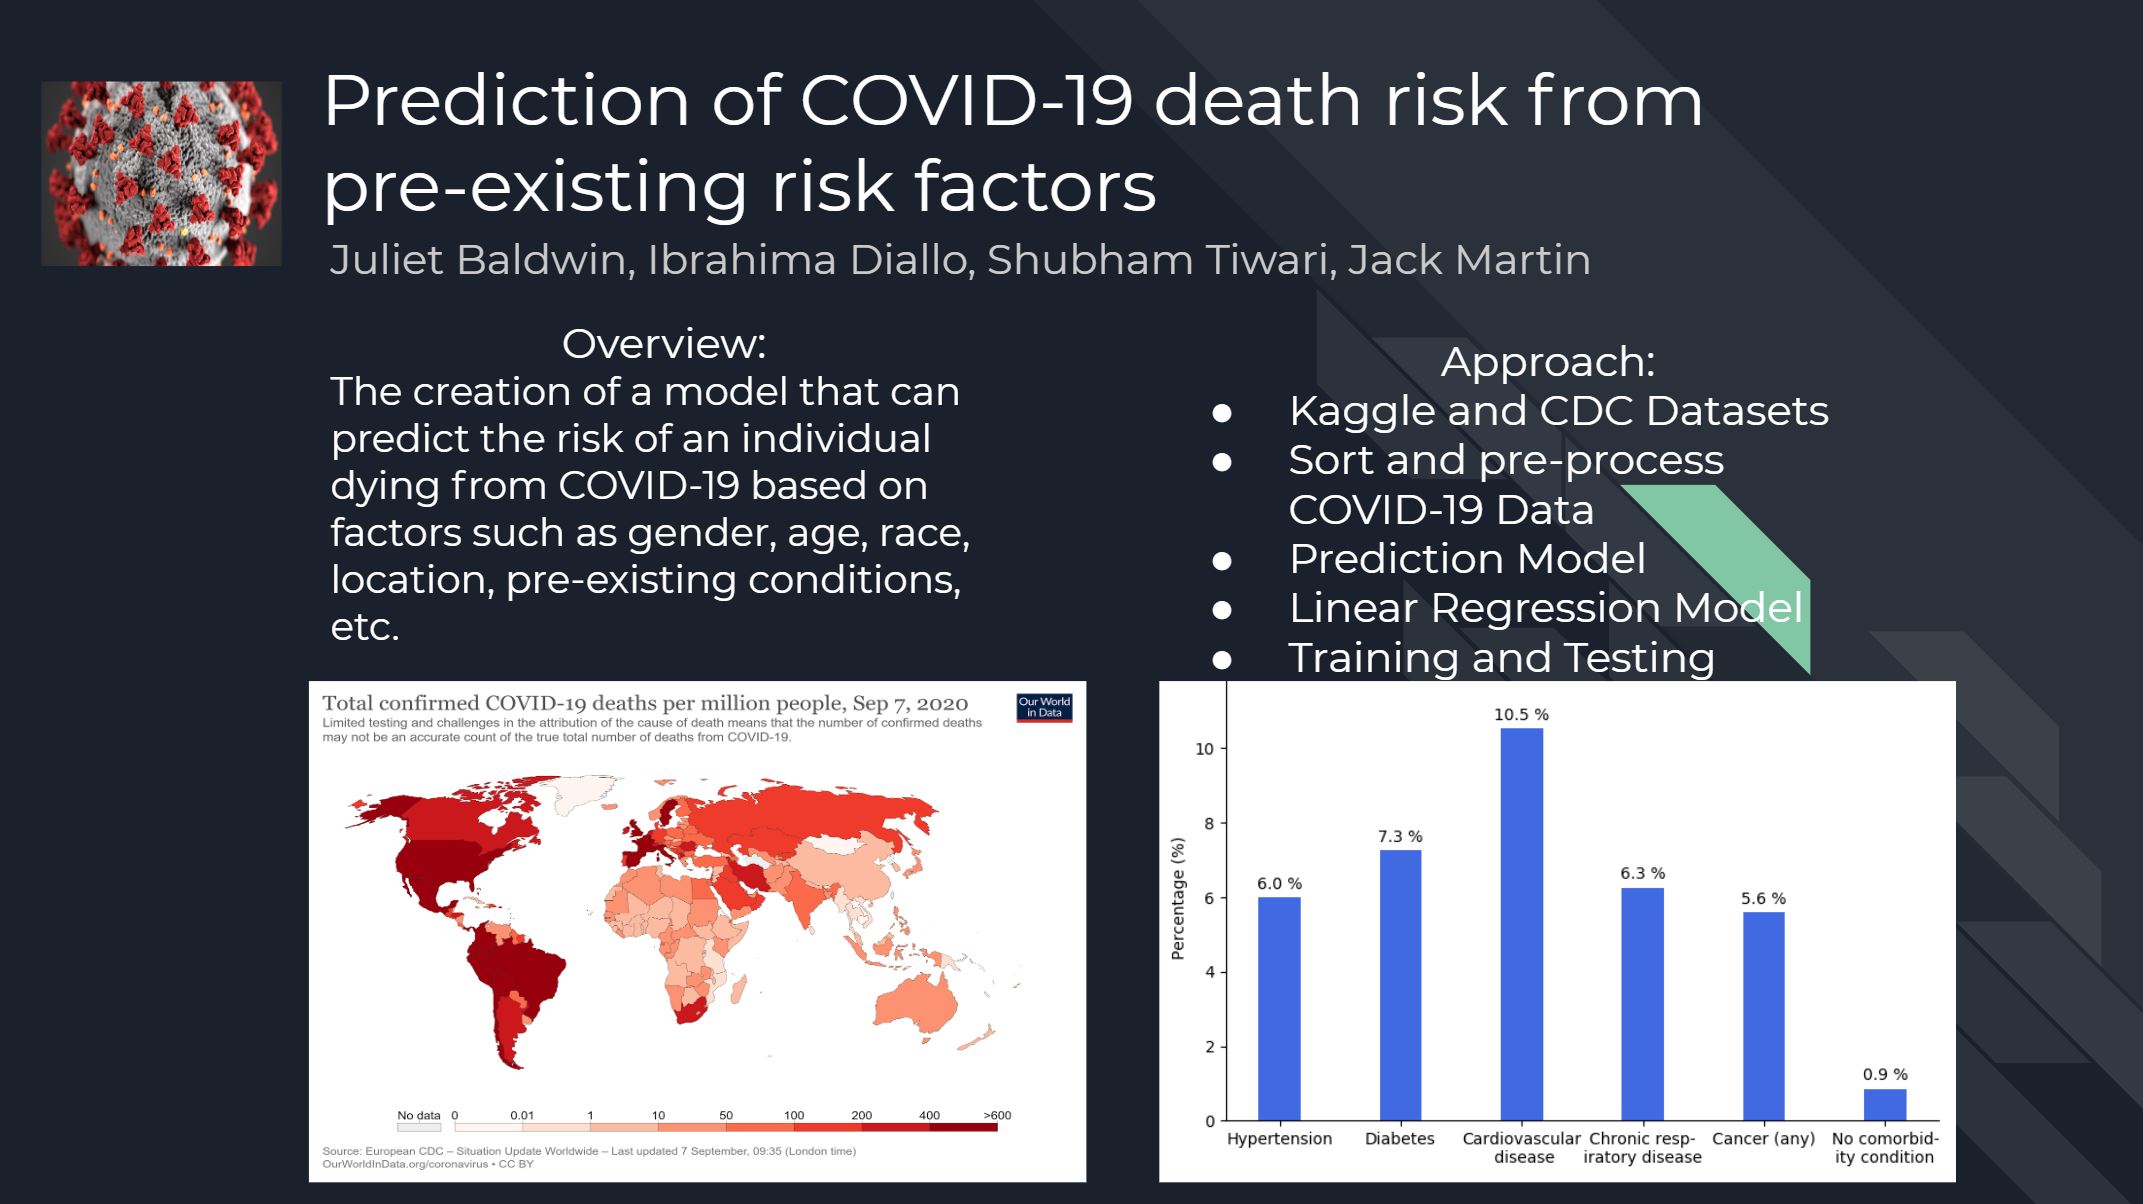 Prediction of COVID-19 death risk from
pre-existing risk factors
Juliet Baldwin, Ibrahima Diallo, Shubham Tiwari, Jack Martin
Overview:
The creation of a model that can
predict the risk of an individual
dying from COVID-19 based on
factors such as gender, age, race,
location, pre-existing conditions,
etc.
Approach:
● Kaggle and CDC Datasets
● Sort and pre-process
COVID-19 Data
● Prediction Model
● Linear Regression Model
● Training and Testing
Total confirmed COVID-19 deaths per million people, Sep 7, 2020
Our World
in Data
Limited testing and challenges in the attribution of the cause of death means that the number of confirmed deaths
may not be an accurate count of the true total number of deaths from COVID-19.
No data 0 0.01 1 10 50 100 200 400 >600
Source: European CDC – Situation Update Worldwide – Last updated 7 September, 09:35 (London time)
OurWorldInData.org/coronavirus • CC BY
Percentage (%)
10
8
6
4
2
0
6.0 %
7.3 %
10.5 %
6.3 %
5.6 %
0.9 %
Hypertension
Diabetes
Cardiovascular
disease
Chronic resp-
iratory disease
Cancer (any)
No comorbid-
ity condition